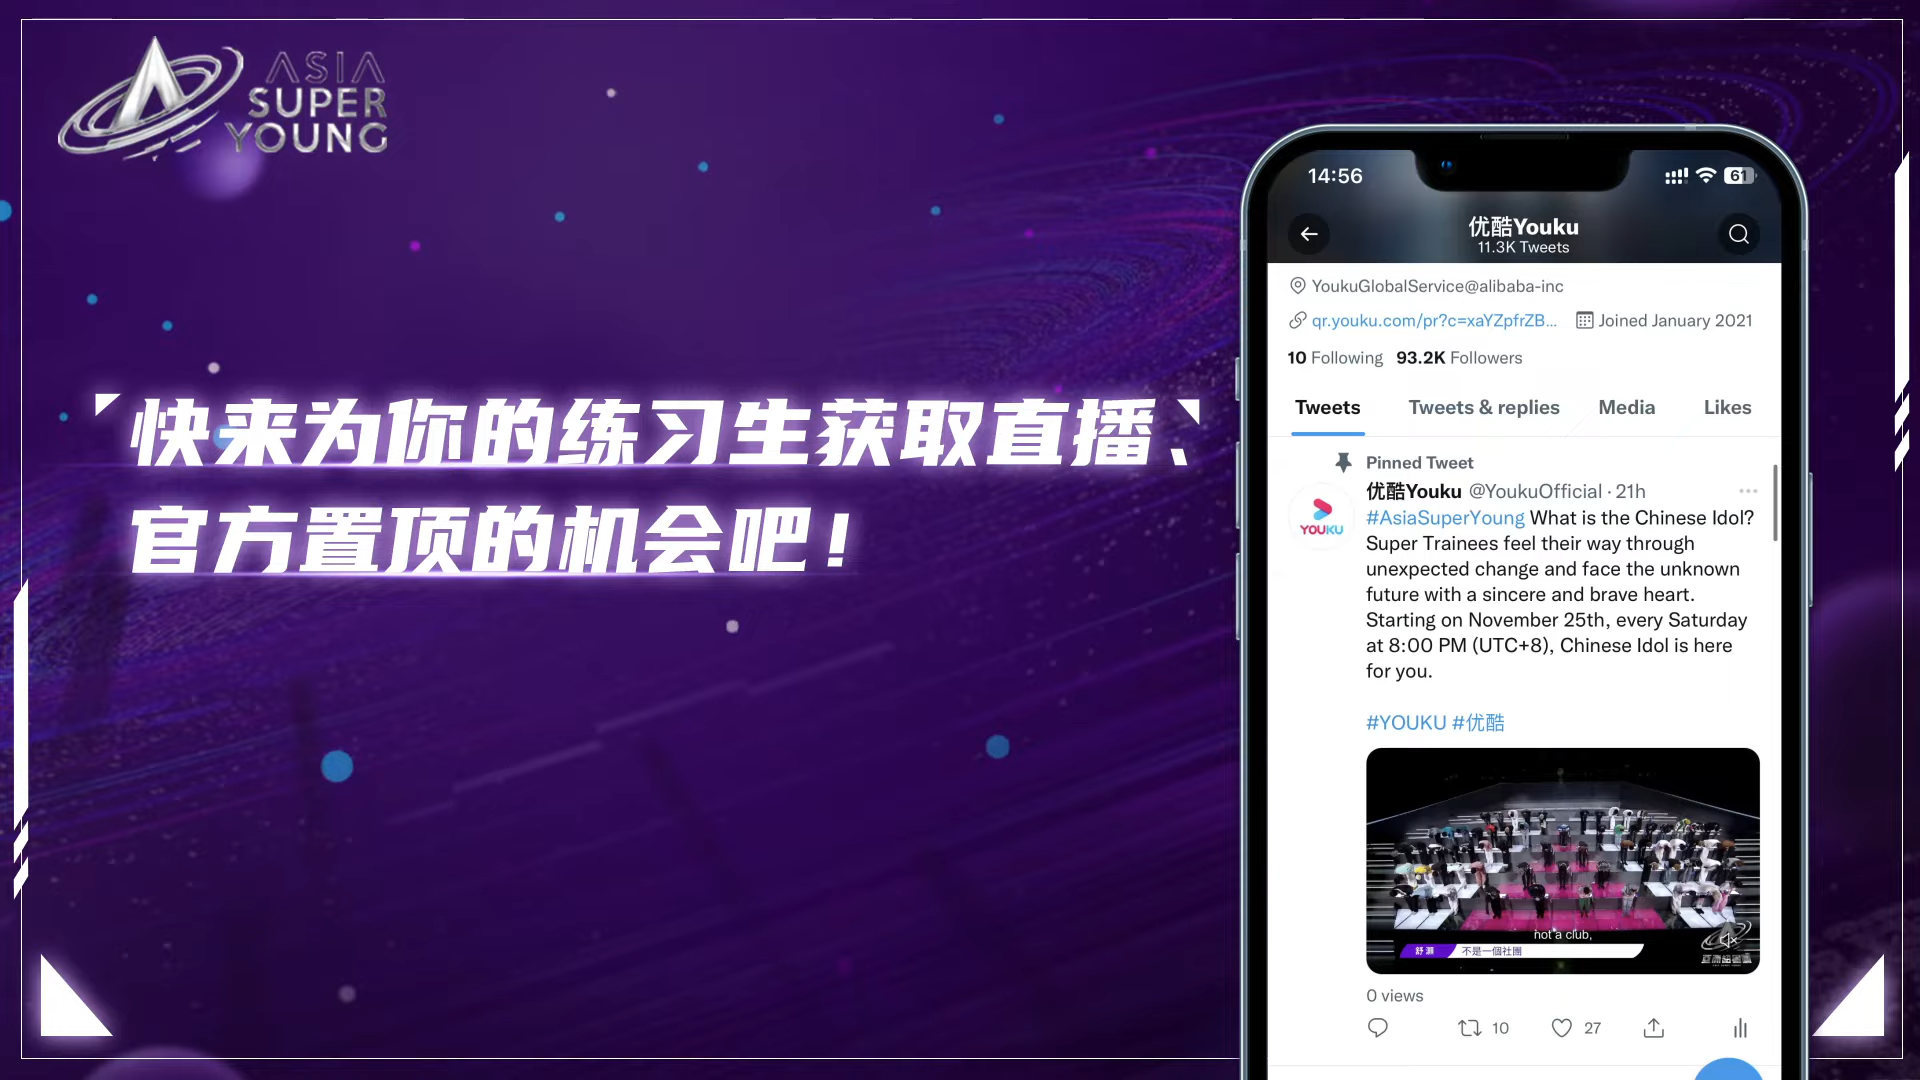 ASIA
SUPER
YOUNG
快来为你的练习生获取直播、
官方置顶的机会吧！
14:56
61
优酷Youku
11.3K Tweets
YoukuGlobalService@alibaba-inc
qr.youku.com/pr?c=xaYZpfrZB... Joined January 2021
10 Following 93.2K Followers
Tweets Tweets & replies Media Likes
Pinned Tweet
优酷Youku @YoukuOfficial · 21h
YOUKU
#AsiaSuperYoung What is the Chinese Idol?
Super Trainees feel their way through
unexpected change and face the unknown
future with a sincere and brave heart.
Starting on November 25th, every Saturday
at 8:00 PM (UTC+8), Chinese Idol is here
for you.
#YOUKU #优酷
not a club,
不是一個社團
0 views
10 27